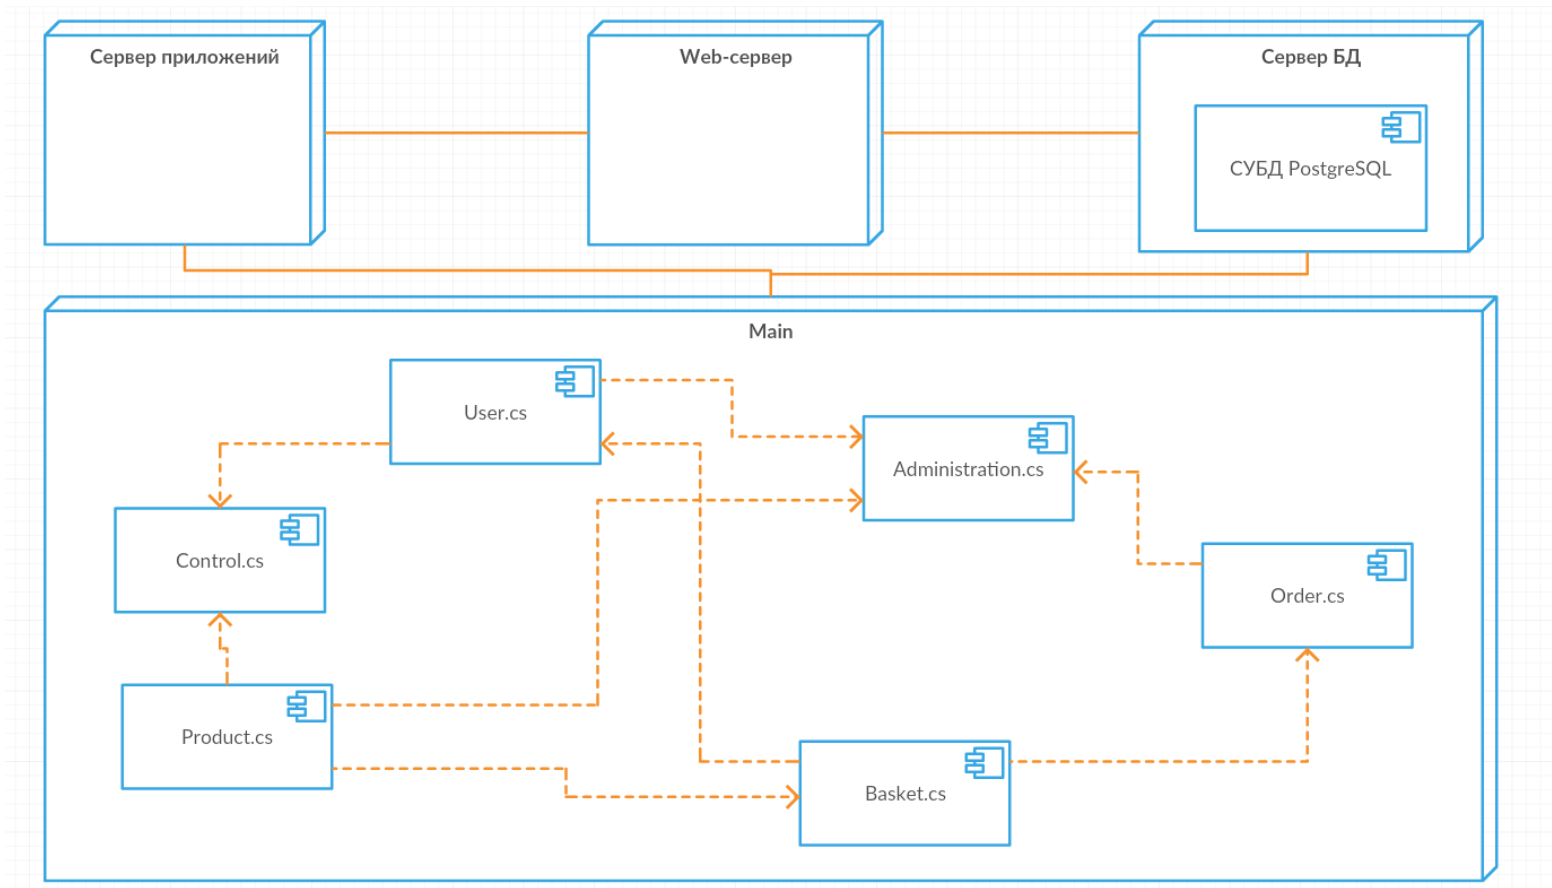 Сервер приложений
Web-сервер
Сервер БД
СУБД PostgreSQL
Main
User.cs
Administration.cs
Control.cs
Order.cs
Product.cs
Basket.cs